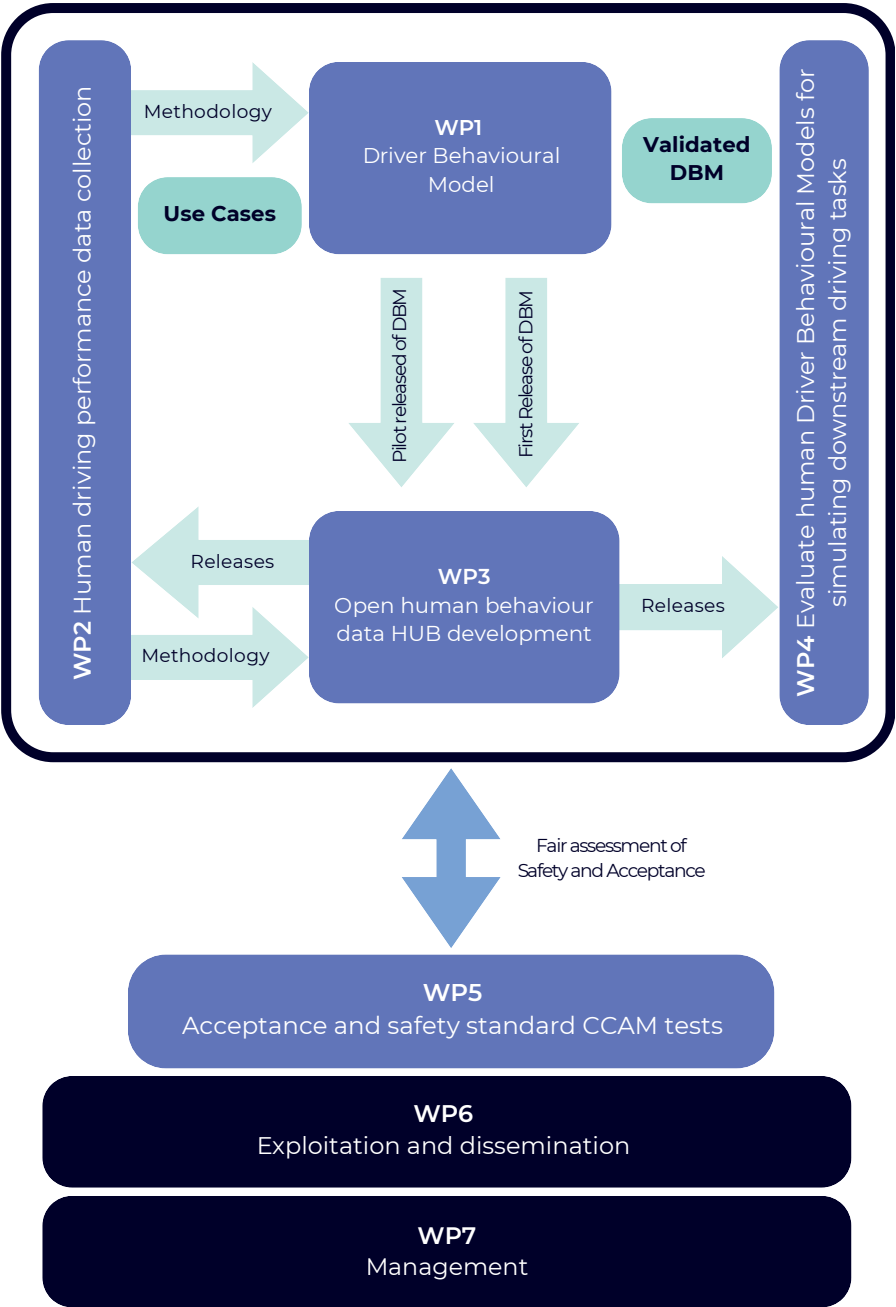 WP2 Human driving performance data collection
Methodology
Use Cases
WP1
Driver Behavioural
Model
Validated
DBM
WP4 Evaluate human Driver Behavioural Models for
simulating downstream driving tasks
Pilot released of DBM
First Release of DBM
Releases
Methodology
WP3
Open human behaviour
data HUB development
Releases
Fair assessment of
Safety and Acceptance
WP5
Acceptance and safety standard CCAM tests
WP6
Exploitation and dissemination
WP7
Management